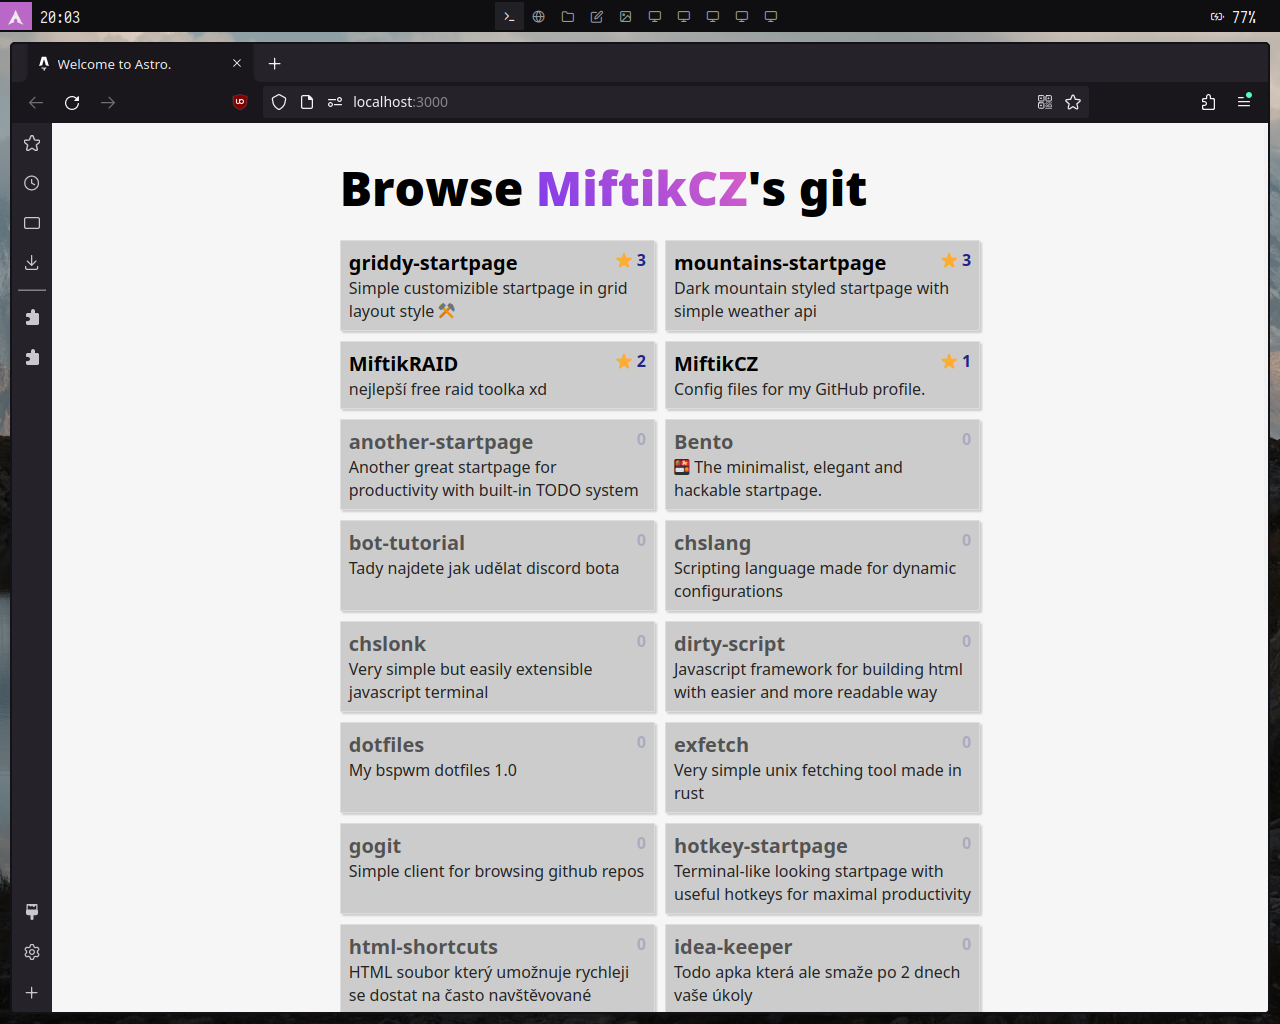 20:03
77%
Welcome to Astro.
localhost:3000
Browse MiftikCZ's git
griddy-startpage 3
Simple customizible startpage in grid
layout style
mountains-startpage 3
Dark mountain styled startpage with
simple weather api
MiftikRAID 2
nejlepší free raid toolka xd
MiftikCZ 1
Config files for my GitHub profile.
another-startpage 0
Another great startpage for
productivity with built-in TODO system
Bento 0
The minimalist, elegant and
hackable startpage.
bot-tutorial 0
Tady najdete jak udělat discord bota
chslang 0
Scripting language made for dynamic
configurations
chslonk 0
Very simple but easily extensible
javascript terminal
dirty-script 0
Javascript framework for building html
with easier and more readable way
dotfiles 0
My bspwm dotfiles 1.0
exfetch 0
Very simple unix fetching tool made in
rust
gogit 0
Simple client for browsing github repos
hotkey-startpage 0
Terminal-like looking startpage with
useful hotkeys for maximal productivity
html-shortcuts 0
HTML soubor který umožnuje rychleji
se dostat na často navštěvované
idea-keeper 0
Todo apka která ale smaže po 2 dnech
vaše úkoly